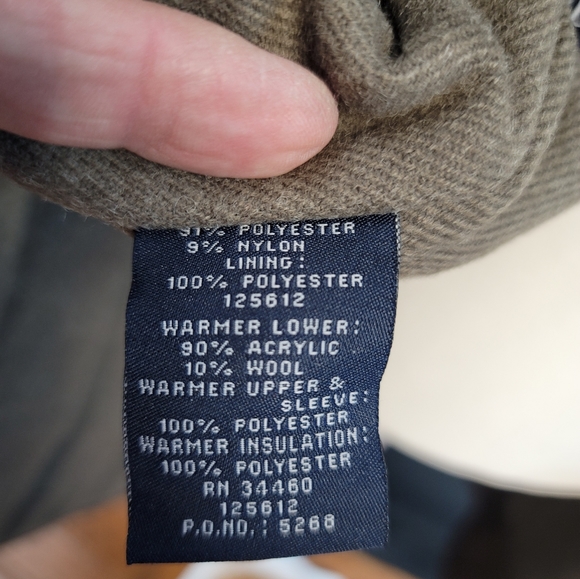 91% POLYESTER
9% NYLON
LINING:
100% POLYESTER
125612
WARMER LOWER:
90% ACRYLIC
10% WOOL
WARMER UPPER &
SLEEVE:
100% POLYESTER
WARMER INSULATION:
100% POLYESTER
RN 34460
125612
P.O.NO.: 5268